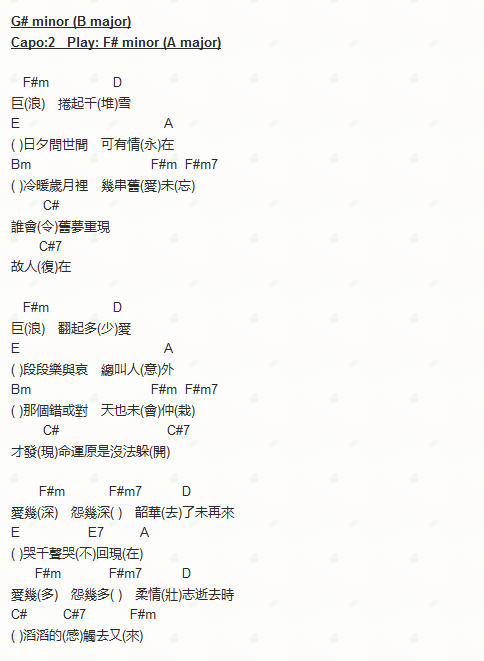 G# minor (B major)
Capo:2 Play: F# minor (A major)
F#m D
巨(浪) 捲起千(堆)雪
E A
( )日夕問世間 可有情(永)在
Bm F#m F#m7
( )冷暖歲月裡 幾串舊(愛)未(忘)
C#
誰會(令)舊夢重現
C#7
故人(復)在
F#m D
巨(浪) 翻起多(少)愛
E A
( )段段樂與哀 總叫人(意)外
Bm F#m F#m7
( )那個錯或對 天也未(會)仲(裁)
C# C#7
才發(現)命運原是沒法躲(開)
F#m F#m7 D
愛幾(深) 怨幾深( ) 韶華(去)了未再來
E E7 A
( )哭千聲哭(不)回現(在)
F#m F#m7 D
愛幾(多) 怨幾多( ) 柔情(壯)志逝去時
C# C#7 F#m
( )滔滔的(感)觸去又(來)